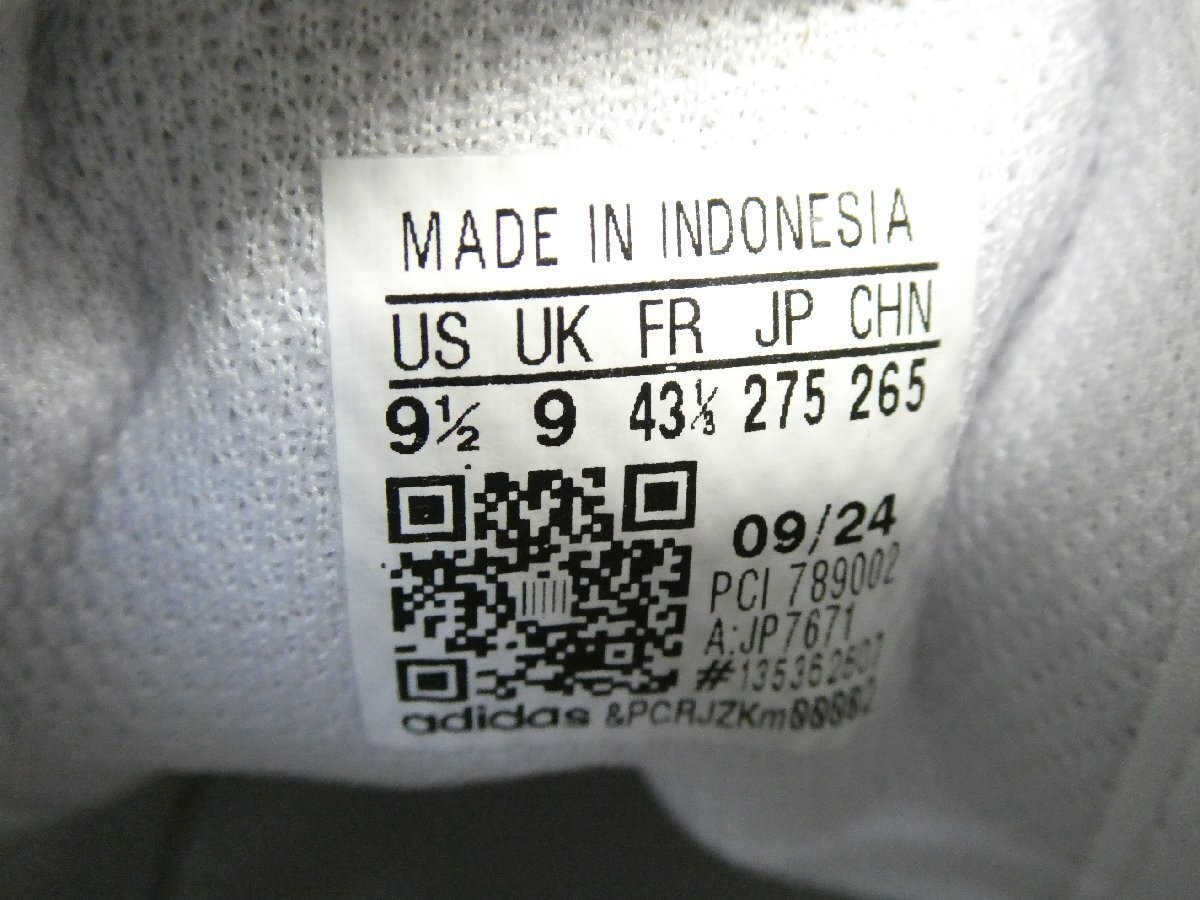 MADE IN INDONESIA
US UK FR JP CHN
9½ 9 43⅓ 275 265
09/24
PCI 789002
A:JP7671
#135362607
adidas